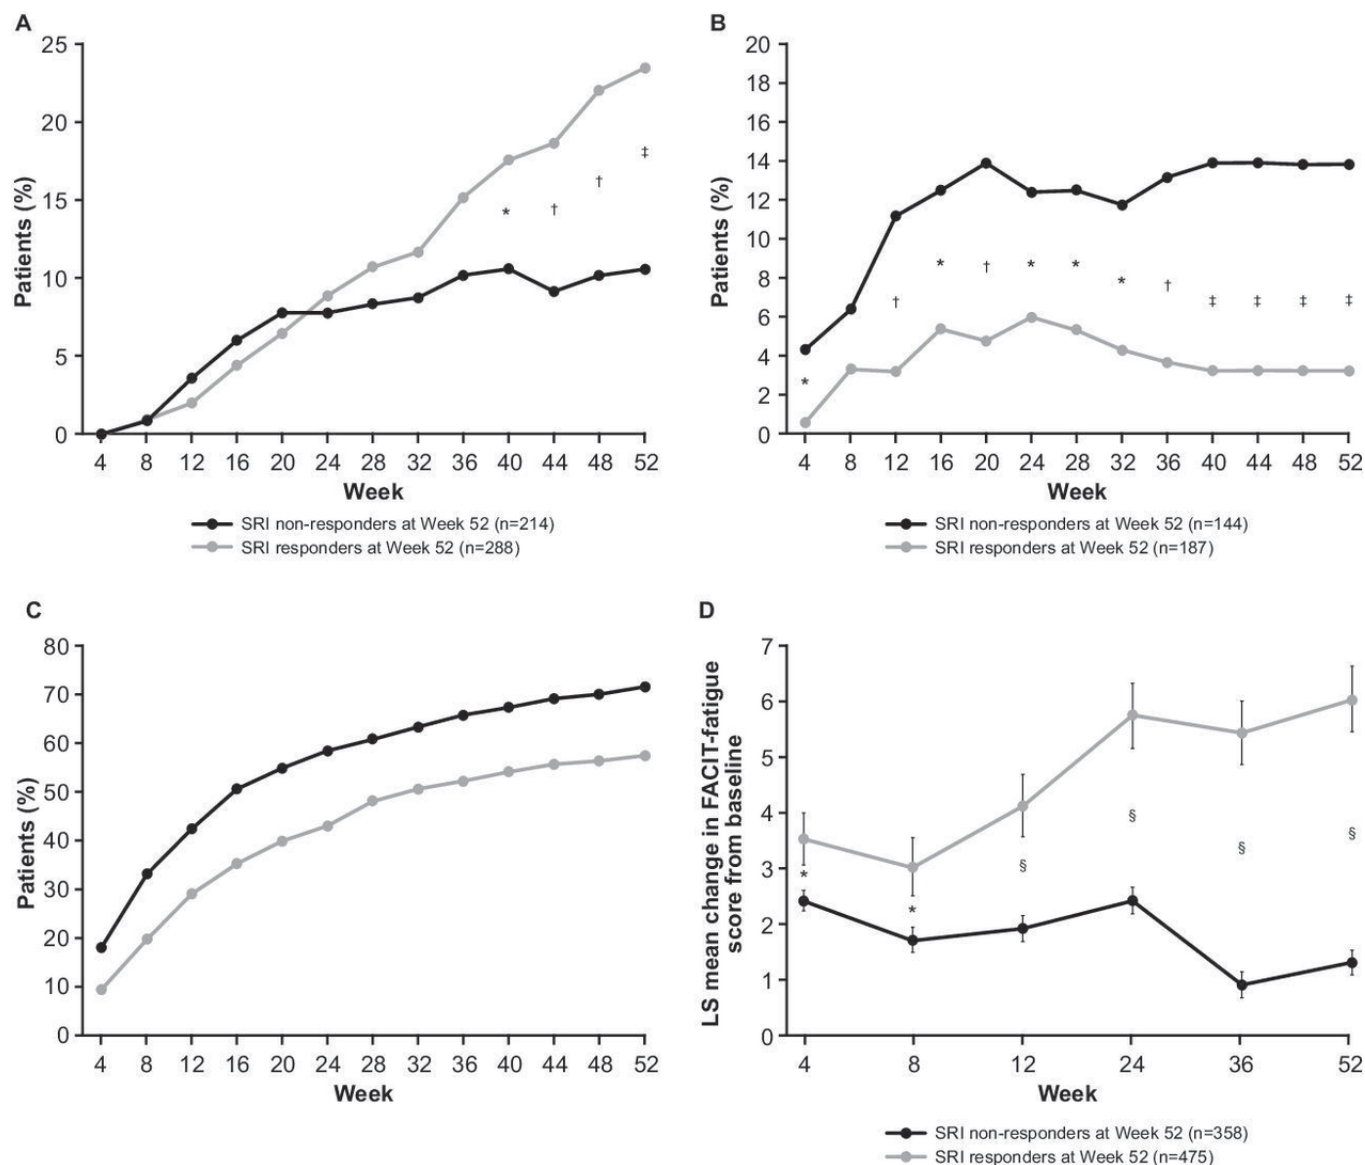 A
25
20
15
10
5
0
Patients (%)
* † † ‡
4 8 12 16 20 24 28 32 36 40 44 48 52
Week
SRI non-responders at Week 52 (n=214)
SRI responders at Week 52 (n=288)
B
20
18
16
14
12
10
8
6
4
2
0
Patients (%)
* † * † * * * † ‡ ‡ ‡ ‡
4 8 12 16 20 24 28 32 36 40 44 48 52
Week
SRI non-responders at Week 52 (n=144)
SRI responders at Week 52 (n=187)
C
80
70
60
50
40
30
20
10
0
Patients (%)
4 8 12 16 20 24 28 32 36 40 44 48 52
Week
D
7
6
5
4
3
2
1
0
LS mean change in FACIT-fatigue
score from baseline
* * § § § §
4 8 12 24 36 52
Week
SRI non-responders at Week 52 (n=358)
SRI responders at Week 52 (n=475)